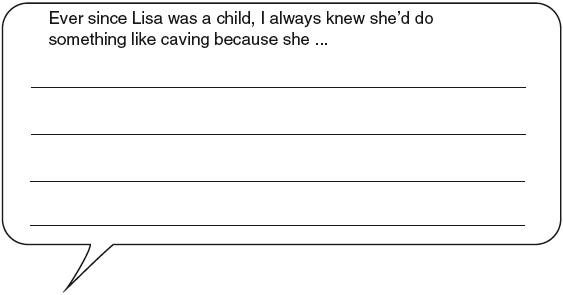 Ever since Lisa was a child, I always knew she’d do
something like caving because she ...